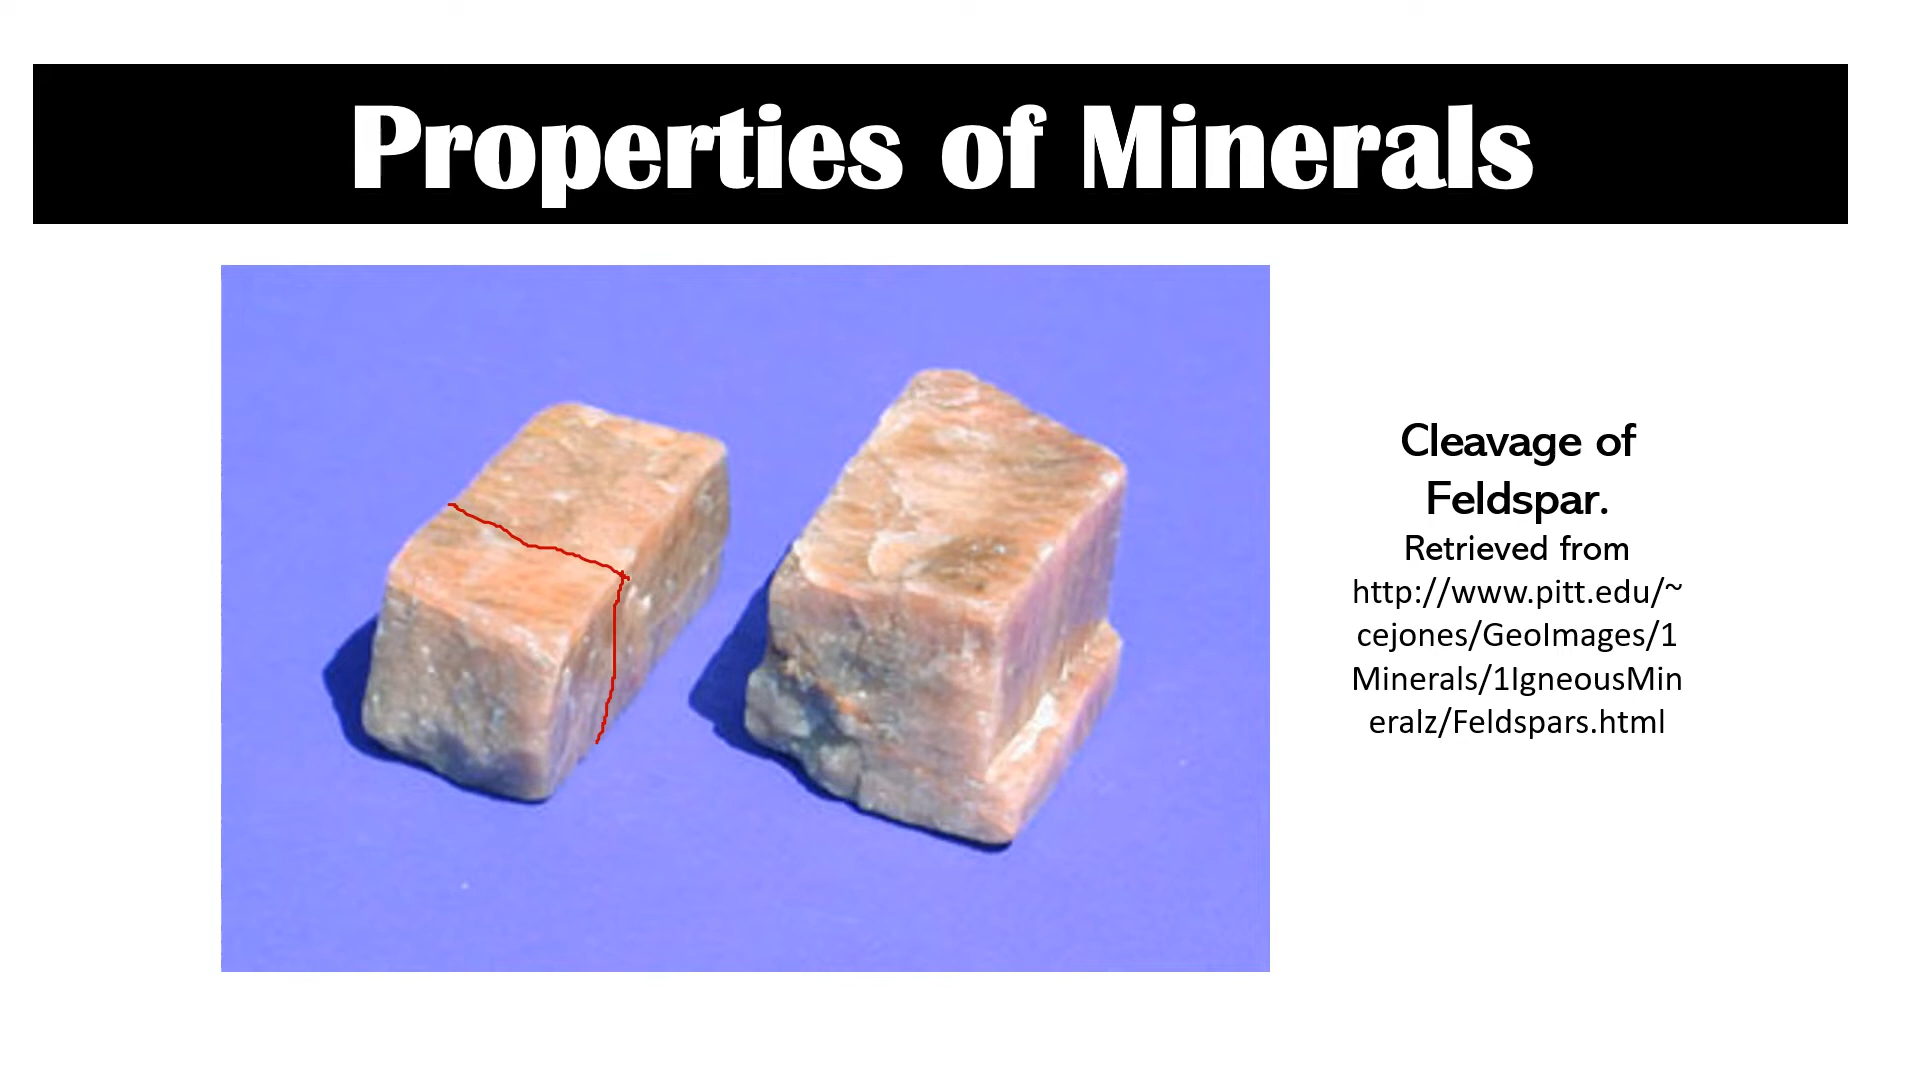 Properties of Minerals
Cleavage of
Feldspar.
Retrieved from
http://www.pitt.edu/~
cejones/GeoImages/1
Minerals/1IgneousMin
eralz/Feldspars.html